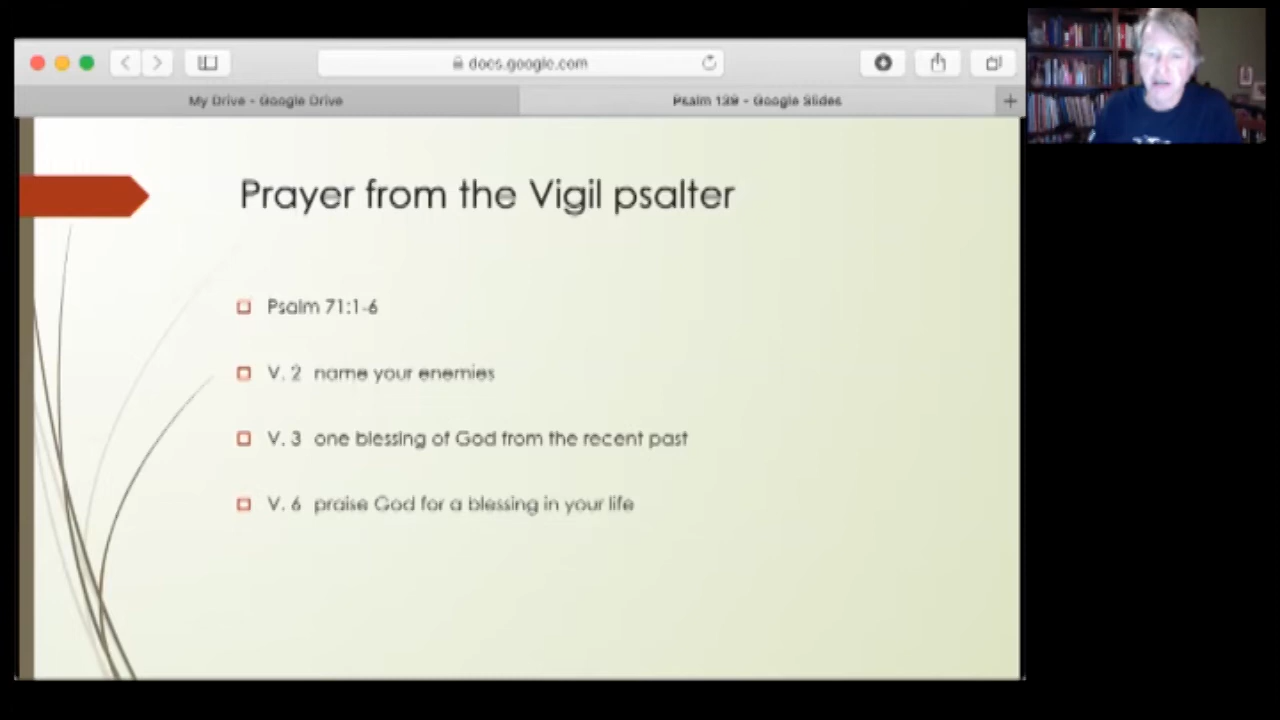 docs.google.com
My Drive - Google Drive
Psalm 139 - Google Slides
Prayer from the Vigil psalter
Psalm 71:1-6
V. 2 name your enemies
V. 3 one blessing of God from the recent past
V. 6 praise God for a blessing in your life